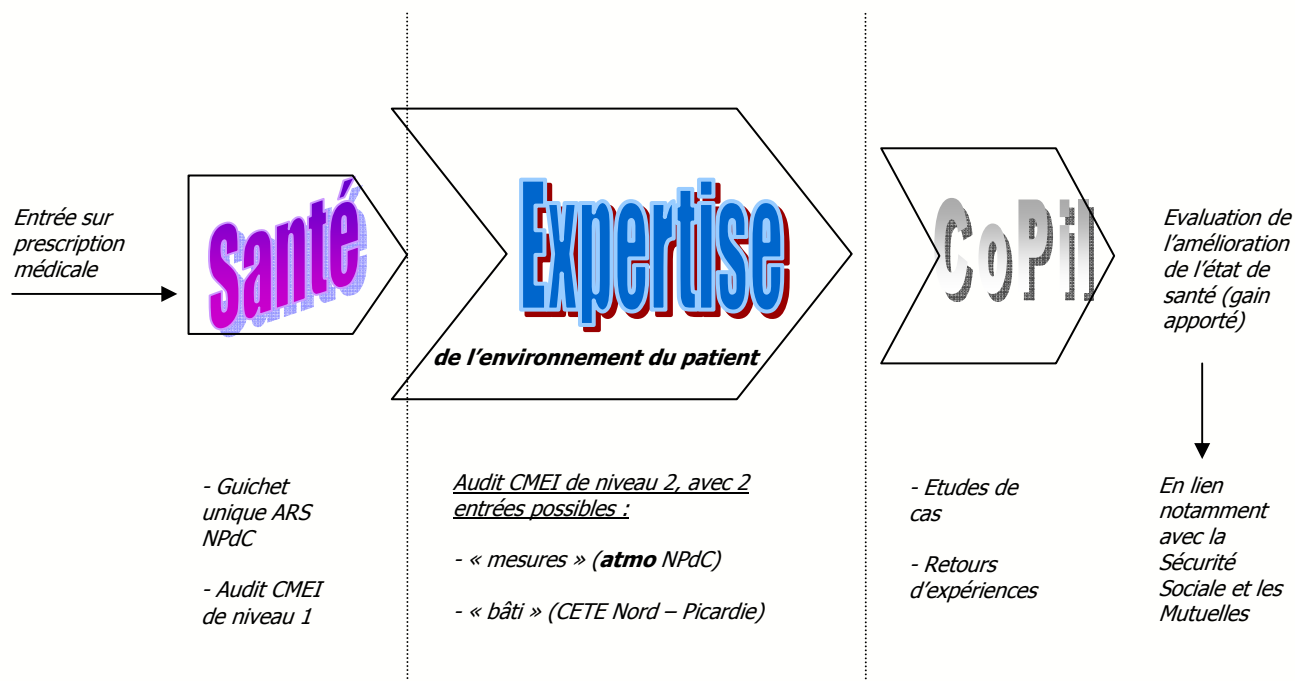 Entrée sur
prescription
médicale
Santé
Expertise
de l’environnement du patient
CoPil
Evaluation de
l’amélioration
de l’état de
santé (gain
apporté)
- Guichet
unique ARS
NPdC
- Audit CMEI
de niveau 1
Audit CMEI de niveau 2, avec 2
entrées possibles :
- « mesures » (atmo NPdC)
- « bâti » (CETE Nord – Picardie)
- Etudes de
cas
- Retours
d’expériences
En lien
notamment
avec la
Sécurité
Sociale et les
Mutuelles